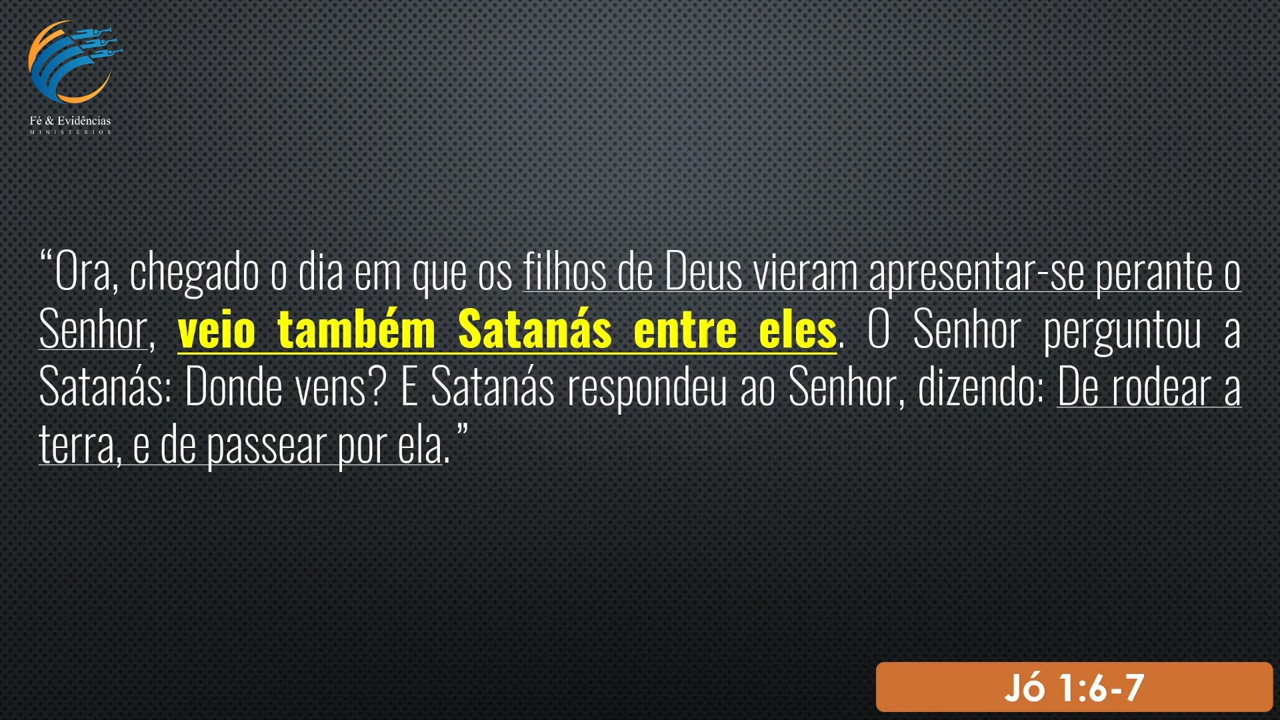 Fé & Evidências
MINISTÉRIOS
“Ora, chegado o dia em que os filhos de Deus vieram apresentar-se perante o
Senhor, veio também Satanás entre eles. O Senhor perguntou a
Satanás: Donde vens? E Satanás respondeu ao Senhor, dizendo: De rodear a
terra, e de passear por ela.”
Jó 1:6-7